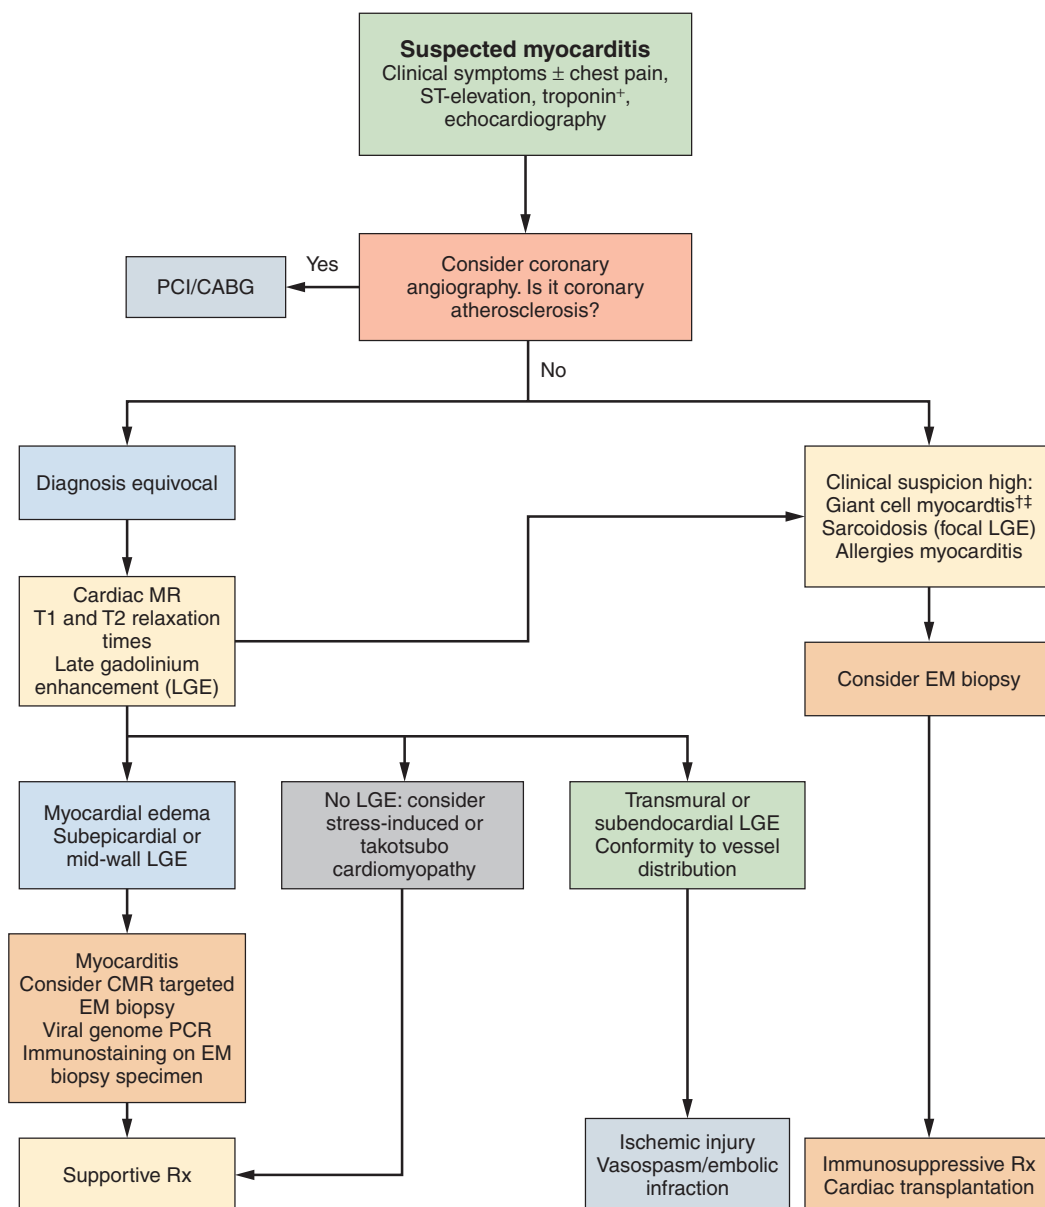 Suspected myocarditis
Clinical symptoms ± chest pain,
ST-elevation, troponin⁺,
echocardiography
Yes
PCI/CABG
Consider coronary
angiography. Is it coronary
atherosclerosis?
No
Diagnosis equivocal
Clinical suspicion high:
Giant cell myocardtis†‡
Sarcoidosis (focal LGE)
Allergies myocarditis
Cardiac MR
T1 and T2 relaxation
times
Late gadolinium
enhancement (LGE)
Consider EM biopsy
Myocardial edema
Subepicardial or
mid-wall LGE
No LGE: consider
stress-induced or
takotsubo
cardiomyopathy
Transmural or
subendocardial LGE
Conformity to vessel
distribution
Myocarditis
Consider CMR targeted
EM biopsy
Viral genome PCR
Immunostaining on EM
biopsy specimen
Supportive Rx
Ischemic injury
Vasospasm/embolic
infraction
Immunosuppressive Rx
Cardiac transplantation